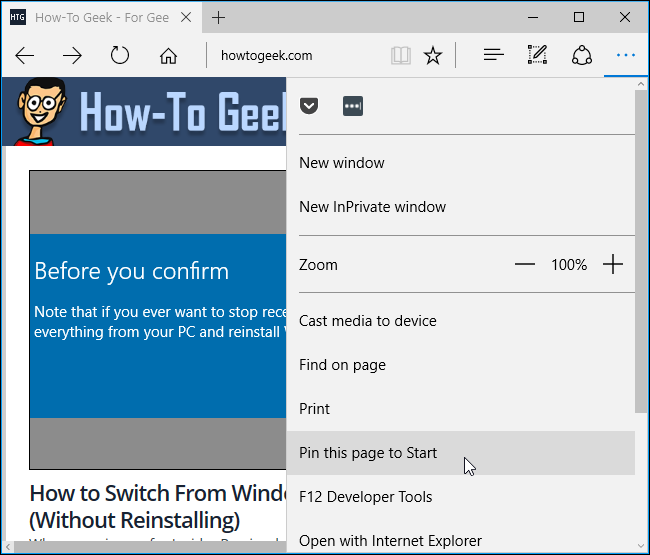 HTG How-To Geek - For Gee
howtogeek.com
How-To Geek
New window
New InPrivate window
Zoom 100%
Before you confirm
Note that if you ever want to stop rece
everything from your PC and reinstall
Cast media to device
Find on page
Print
Pin this page to Start
F12 Developer Tools
Open with Internet Explorer
How to Switch From Windo
(Without Reinstalling)